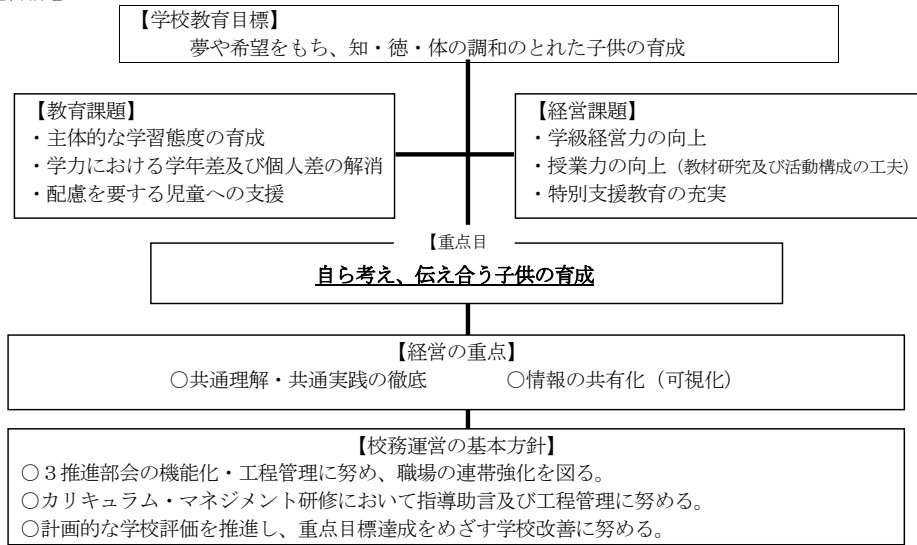 【学校教育目標】
夢や希望をもち、知・徳・体の調和のとれた子供の育成
【教育課題】
・主体的な学習態度の育成
・学力における学年差及び個人差の解消
・配慮を要する児童への支援
【経営課題】
・学級経営力の向上
・授業力の向上（教材研究及び活動構成の工夫）
・特別支援教育の充実
【重点目
自ら考え、伝え合う子供の育成
【経営の重点】
○共通理解・共通実践の徹底　○情報の共有化（可視化）
【校務運営の基本方針】
○３推進部会の機能化・工程管理に努め、職場の連帯強化を図る。
○カリキュラム・マネジメント研修において指導助言及び工程管理に努める。
○計画的な学校評価を推進し、重点目標達成をめざす学校改善に努める。